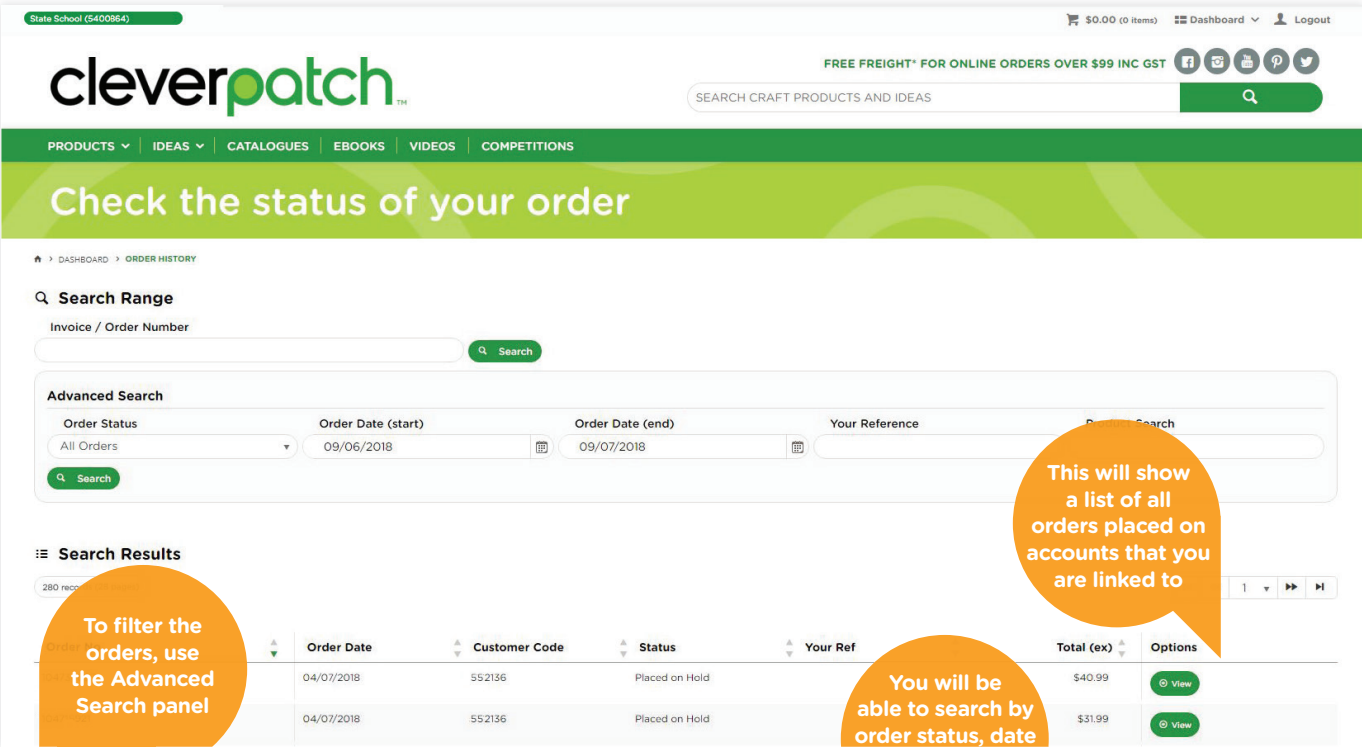 State School (5400864)
$0.00 (0 items) Dashboard Logout
cleverpatch™
FREE FREIGHT* FOR ONLINE ORDERS OVER $99 INC GST
SEARCH CRAFT PRODUCTS AND IDEAS
PRODUCTS IDEAS CATALOGUES EBOOKS VIDEOS COMPETITIONS
Check the status of your order
> DASHBOARD > ORDER HISTORY
Search Range
Invoice / Order Number
Search
Advanced Search
Order Status Order Date (start) Order Date (end) Your Reference Product Search
All Orders 09/06/2018 09/07/2018
Search
This will show
a list of all
orders placed on
accounts that you
are linked to
Search Results
280
1
To filter the
orders, use
the Advanced
Search panel
Order Date Customer Code Status Your Ref Total (ex) Options
04/07/2018 552136 Placed on Hold $40.99 View
04/07/2018 552136 Placed on Hold $31.99 View
You will be
able to search by
order status, date